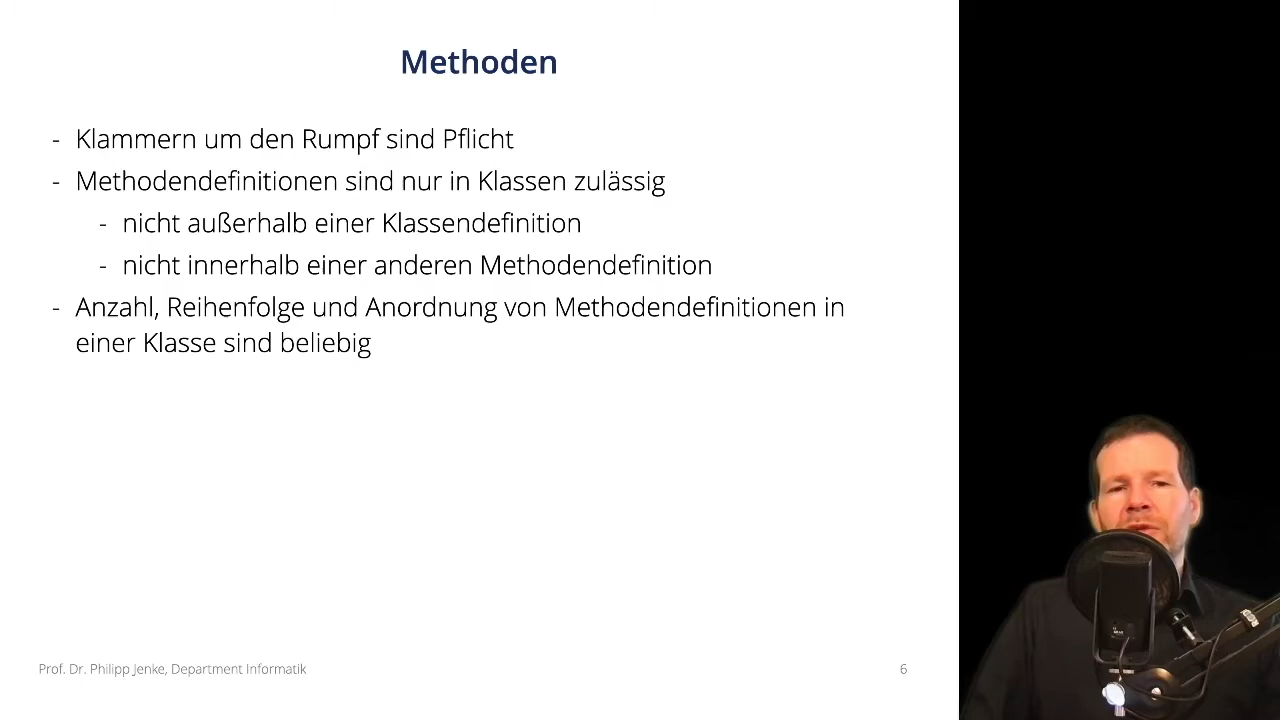 Methoden
- Klammern um den Rumpf sind Pflicht
- Methodendefinitionen sind nur in Klassen zulässig
- nicht außerhalb einer Klassendefinition
- nicht innerhalb einer anderen Methodendefinition
- Anzahl, Reihenfolge und Anordnung von Methodendefinitionen in
einer Klasse sind beliebig
Prof. Dr. Philipp Jenke, Department Informatik
6